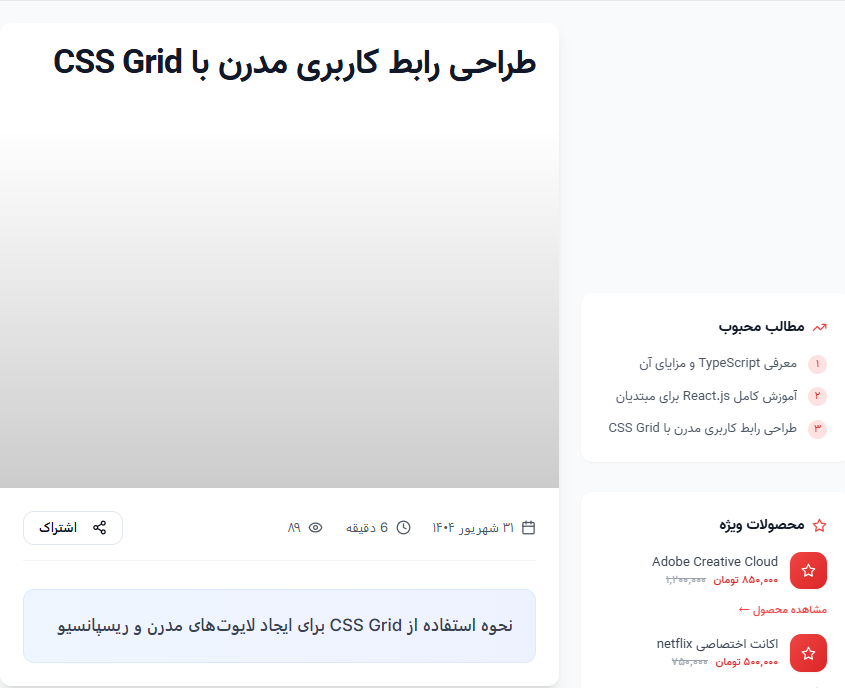 طراحی رابط کاربری مدرن با CSS Grid
۳۱ شهریور ۱۴۰۴
6 دقیقه
۸۹
اشتراک
نحوه استفاده از CSS Grid برای ایجاد لایوت‌های مدرن و ریسپانسیو
مطالب محبوب
۱ معرفی TypeScript و مزایای آن
۲ آموزش کامل React.js برای مبتدیان
۳ طراحی رابط کاربری مدرن با CSS Grid
محصولات ویژه
Adobe Creative Cloud
۸۵۰,۰۰۰ تومان ۱,۲۰۰,۰۰۰
مشاهده محصول ←
اکانت اختصاصی netflix
۵۰۰,۰۰۰ تومان ۷۵۰,۰۰۰